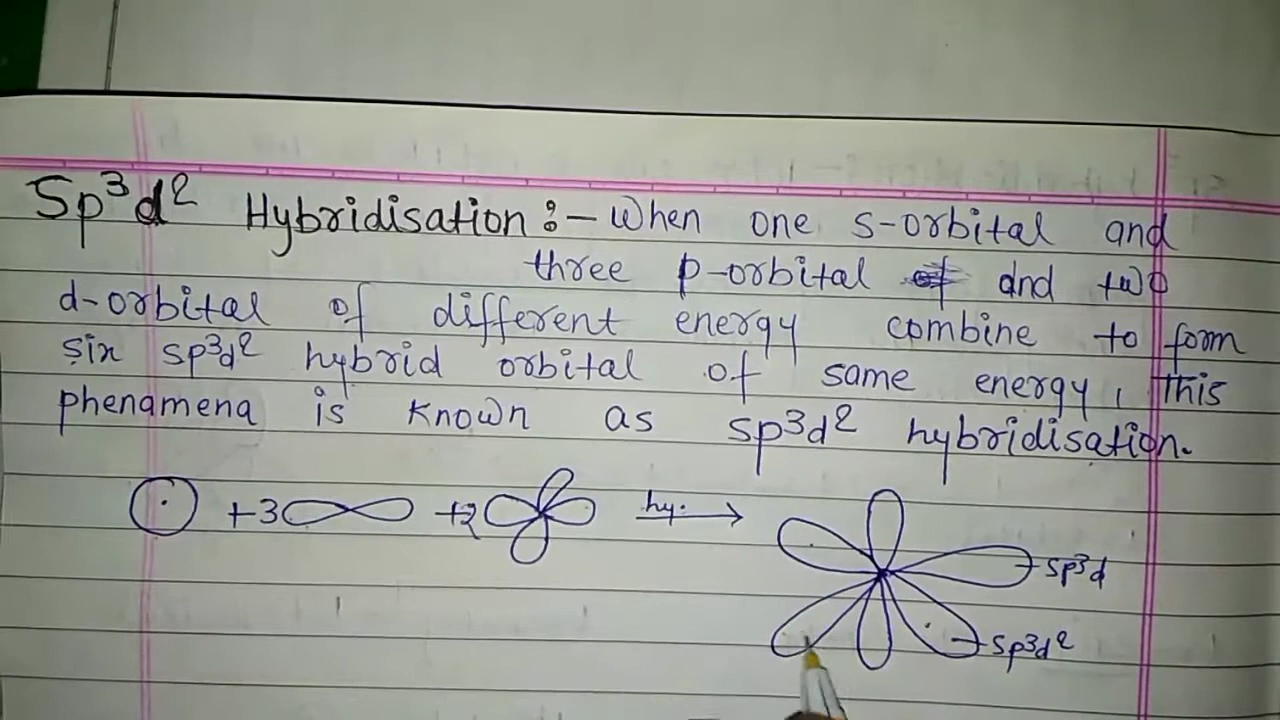 Sp³d² Hybridisation :- When one s-orbital and
three p-orbital and two
d-orbital of different energy combine to form
six sp³d² hybrid orbital of same energy, this
phenamena is known as sp³d² hybridisation.
+3 +2 hy.
sp³d
sp³d²